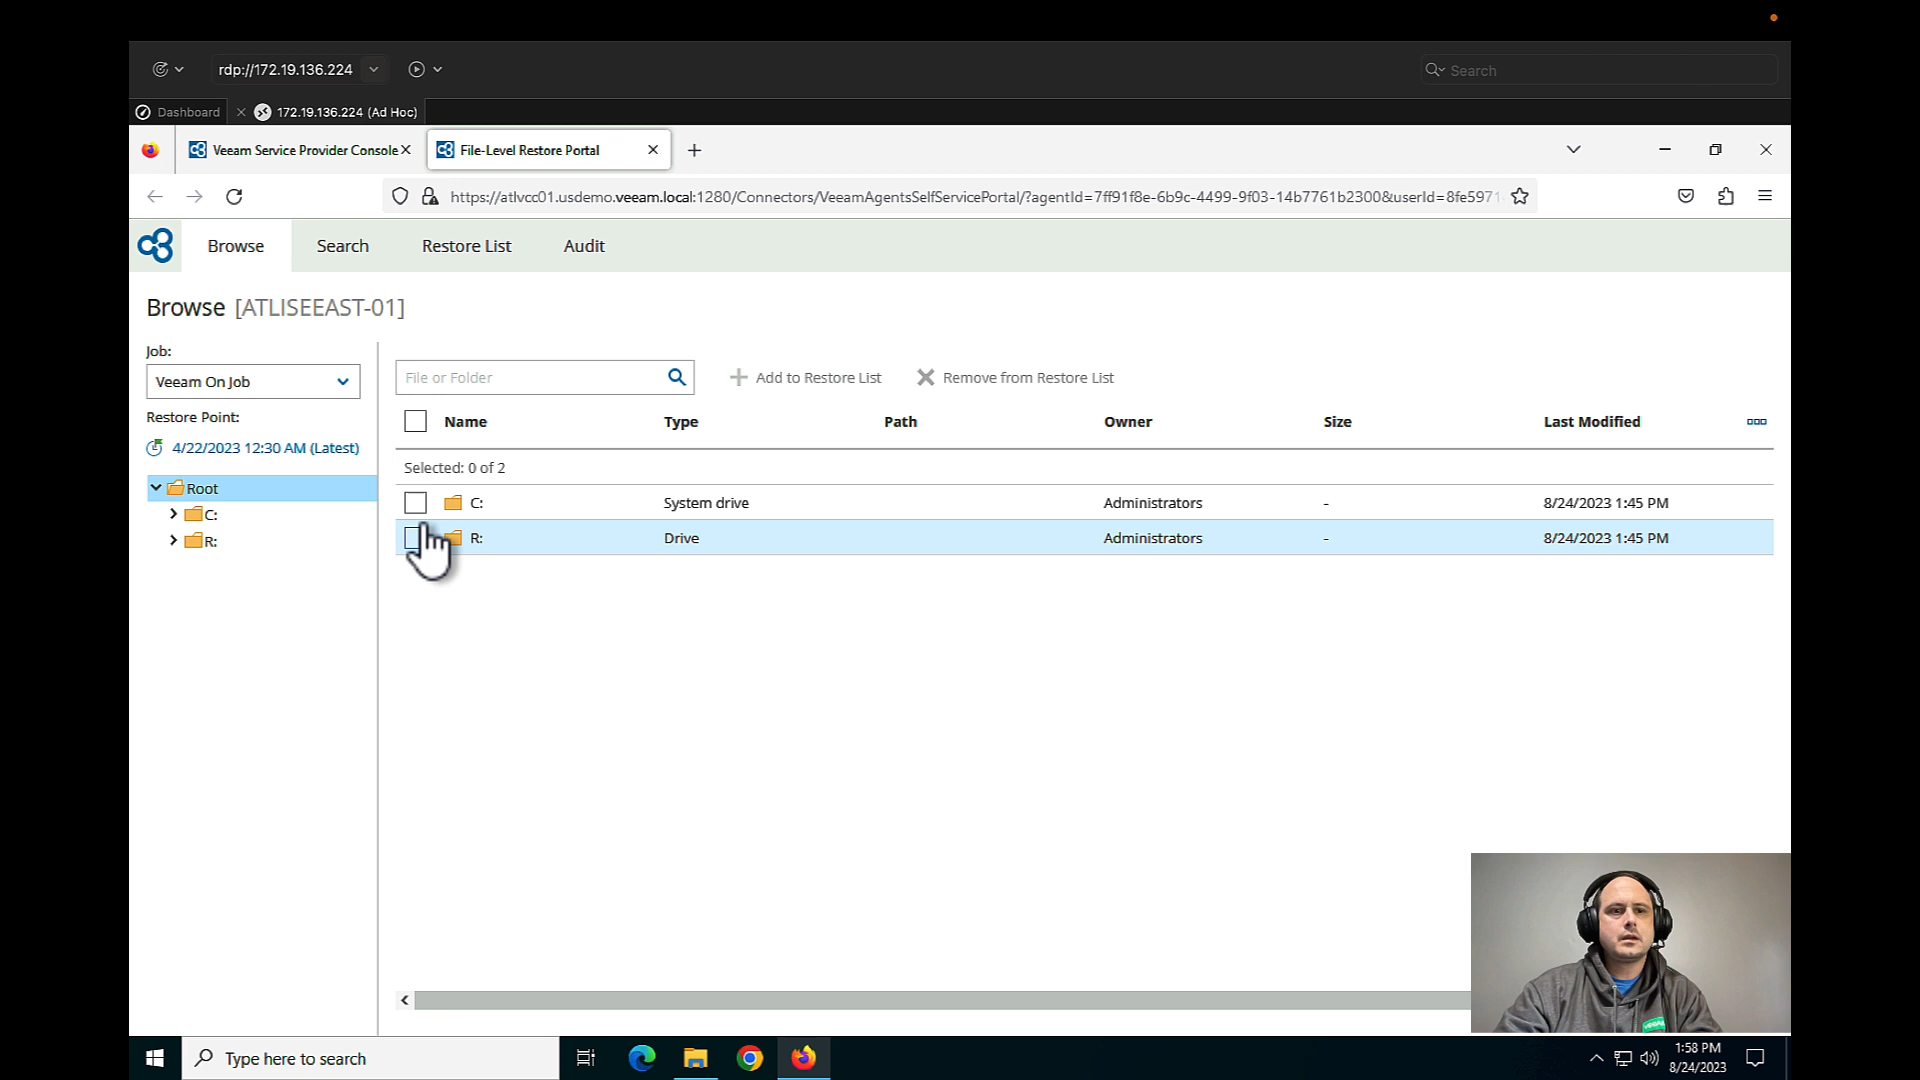 rdp://172.19.136.224
Search
Dashboard
172.19.136.224 (Ad Hoc)
Veeam Service Provider Console
File-Level Restore Portal
https://atlvcc01.usdemo.veeam.local:1280/Connectors/VeeamAgentsSelfServicePortal/?agentId=7ff91f8e-6b9c-4499-9f03-14b7761b2300&userId=8fe5971
Browse
Search
Restore List
Audit
Browse [ATLISEEAST-01]
Job:
Veeam On Job
Restore Point:
4/22/2023 12:30 AM (Latest)
Root
C:
R:
File or Folder
Add to Restore List
Remove from Restore List
Name Type Path Owner Size Last Modified
Selected: 0 of 2
C: System drive Administrators - 8/24/2023 1:45 PM
R: Drive Administrators - 8/24/2023 1:45 PM
Type here to search
1:58 PM
8/24/2023